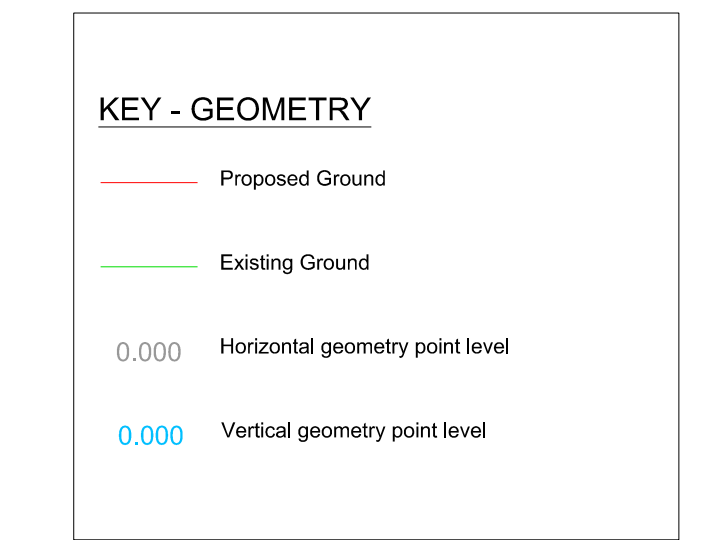 KEY - GEOMETRY
Proposed Ground
Existing Ground
0.000 Horizontal geometry point level
0.000 Vertical geometry point level